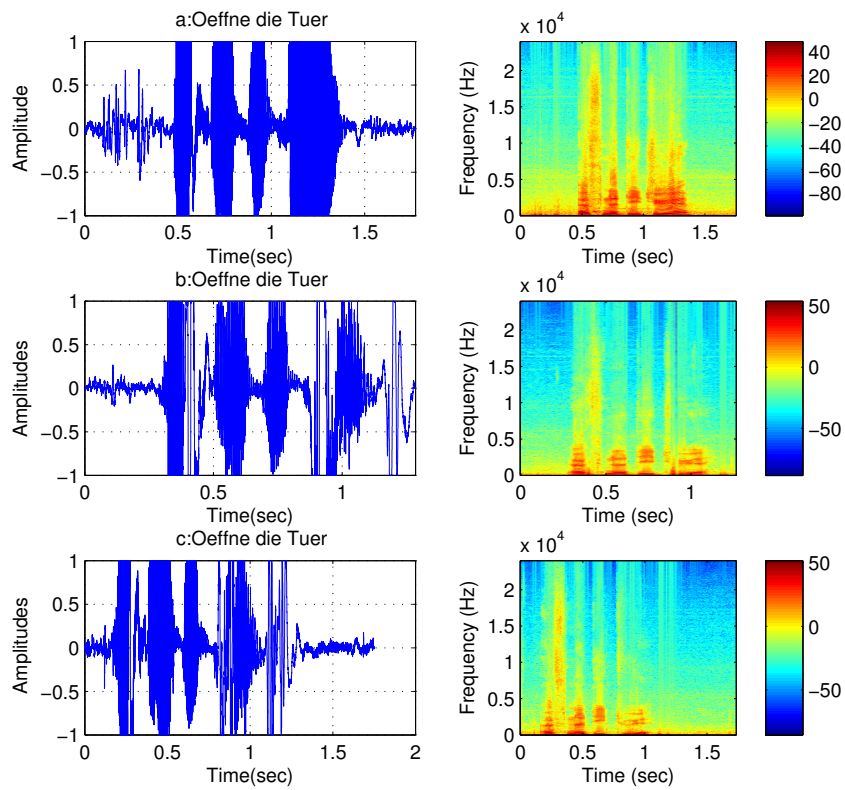 a:Oeffne die Tuer
Amplitude
1
0.5
0
−0.5
−1
0 0.5 1 1.5
Time(sec)
x 10^4
Frequency (Hz)
2
1.5
1
0.5
0
0 0.5 1 1.5
Time (sec)
40
20
0
−20
−40
−60
−80
b:Oeffne die Tuer
Amplitudes
1
0.5
0
−0.5
−1
0 0.5 1
Time(sec)
x 10^4
Frequency (Hz)
2
1.5
1
0.5
0
0 0.5 1
Time (sec)
50
0
−50
c:Oeffne die Tuer
Amplitudes
1
0.5
0
−0.5
−1
0 0.5 1 1.5 2
Time(sec)
x 10^4
Frequency (Hz)
2
1.5
1
0.5
0
0 0.5 1 1.5
Time (sec)
50
0
−50